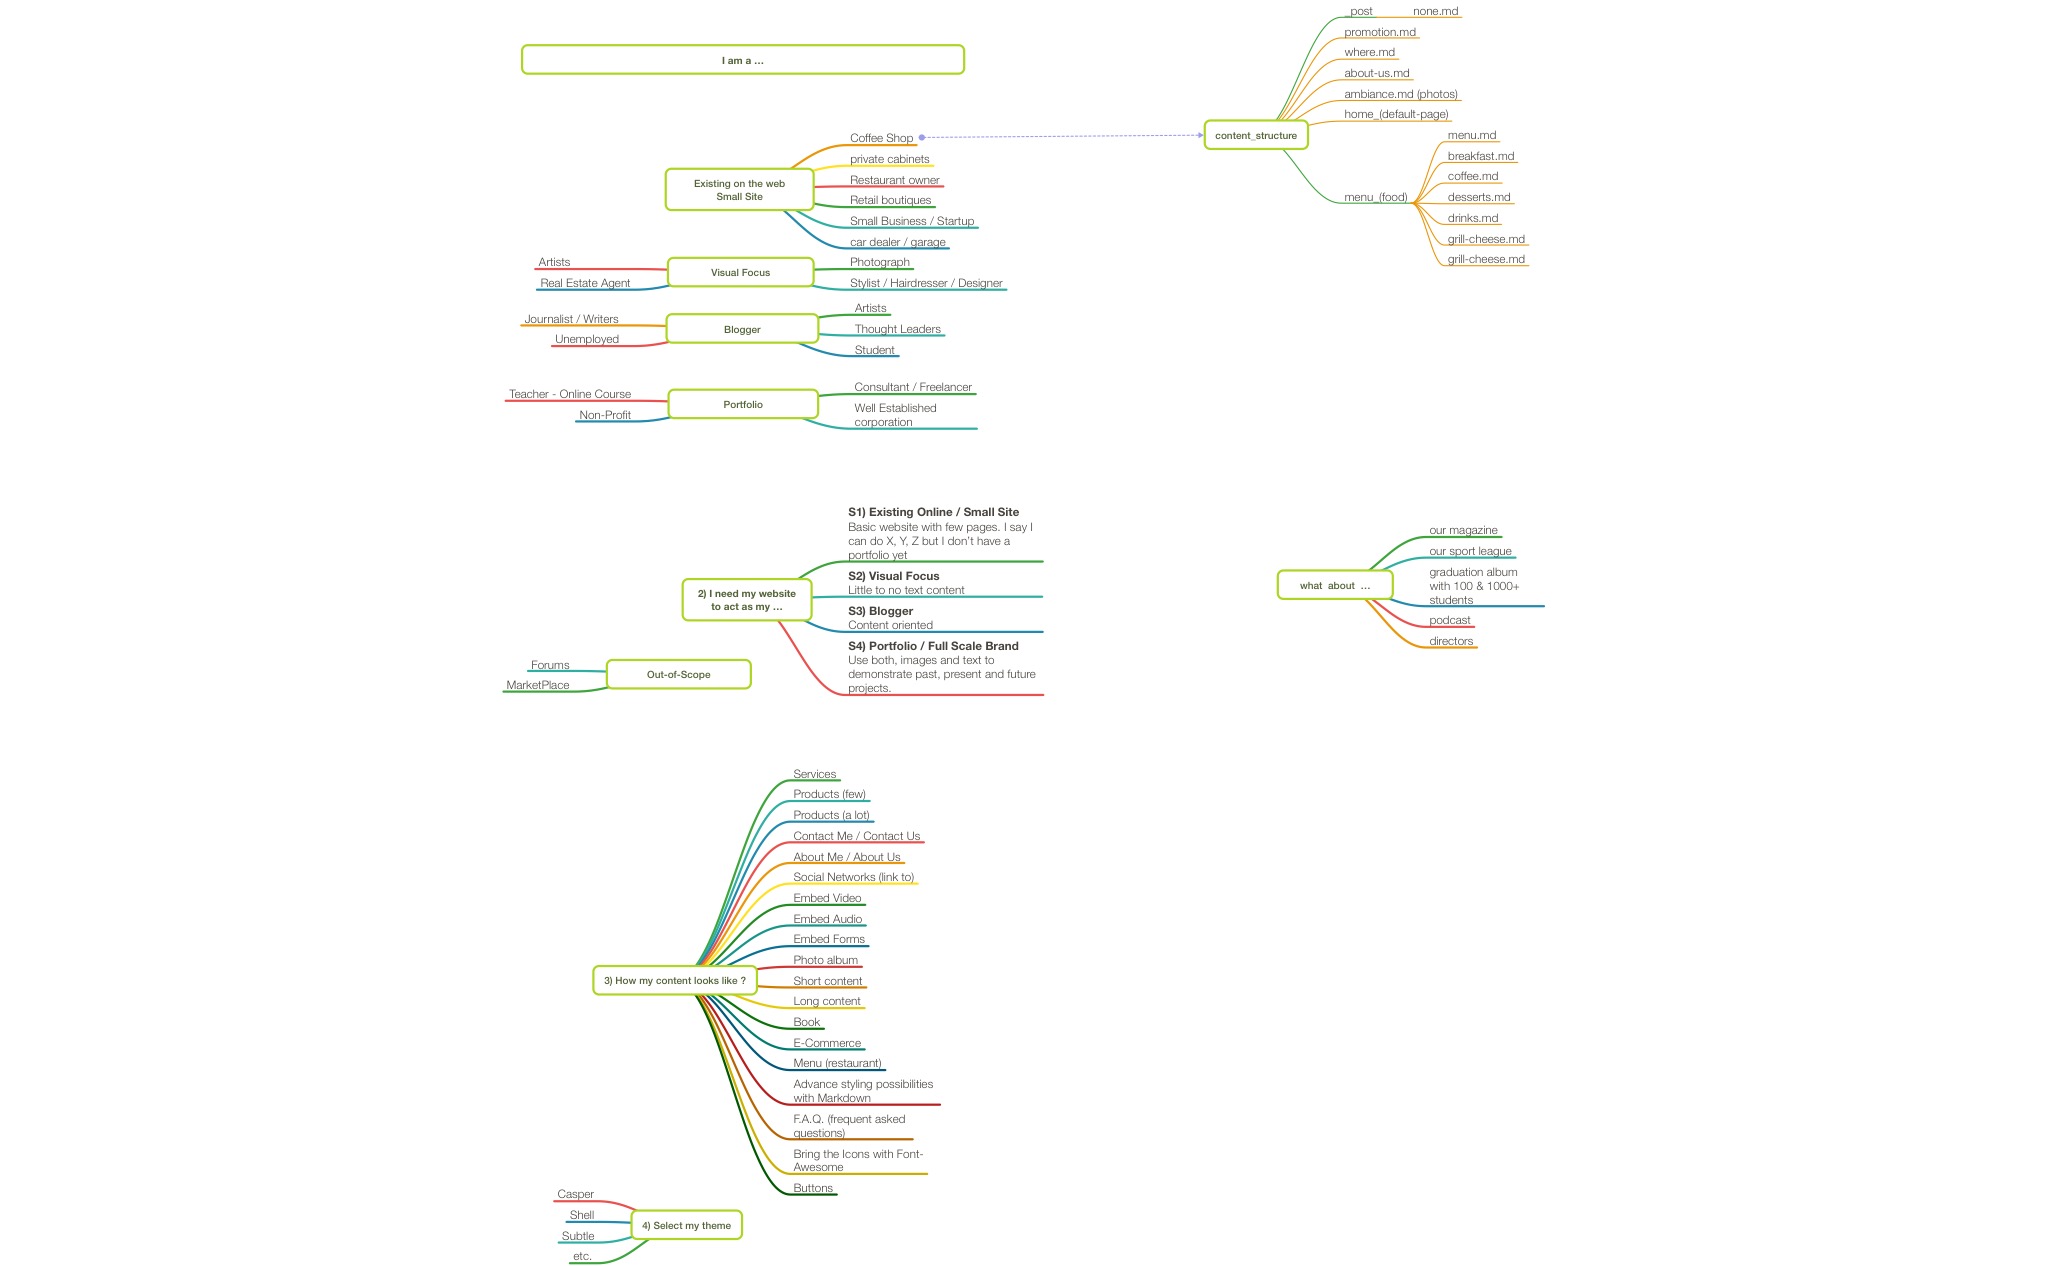 I am a ...
Coffee Shop
private cabinets
Existing on the web
Small Site
Restaurant owner
Retail boutiques
Small Business / Startup
car dealer / garage
Artists
Real Estate Agent
Visual Focus
Photograph
Stylist / Hairdresser / Designer
Journalist / Writers
Unemployed
Blogger
Artists
Thought Leaders
Student
Teacher - Online Course
Non-Profit
Portfolio
Consultant / Freelancer
Well Established
corporation
_post
none.md
promotion.md
where.md
about-us.md
ambiance.md (photos)
home_(default-page)
content_structure
menu_(food)
menu.md
breakfast.md
coffee.md
desserts.md
drinks.md
grill-cheese.md
grill-cheese.md
2) I need my website
to act as my ...
S1) Existing Online / Small Site
Basic website with few pages. I say I
can do X, Y, Z but I don't have a
portfolio yet
S2) Visual Focus
Little to no text content
S3) Blogger
Content oriented
S4) Portfolio / Full Scale Brand
Use both, images and text to
demonstrate past, present and future
projects.
Forums
MarketPlace
Out-of-Scope
what about ...
our magazine
our sport league
graduation album
with 100 & 1000+
students
podcast
directors
3) How my content looks like ?
Services
Products (few)
Products (a lot)
Contact Me / Contact Us
About Me / About Us
Social Networks (link to)
Embed Video
Embed Audio
Embed Forms
Photo album
Short content
Long content
Book
E-Commerce
Menu (restaurant)
Advance styling possibilities
with Markdown
F.A.Q. (frequent asked
questions)
Bring the Icons with Font-
Awesome
Buttons
Casper
Shell
Subtle
etc.
4) Select my theme